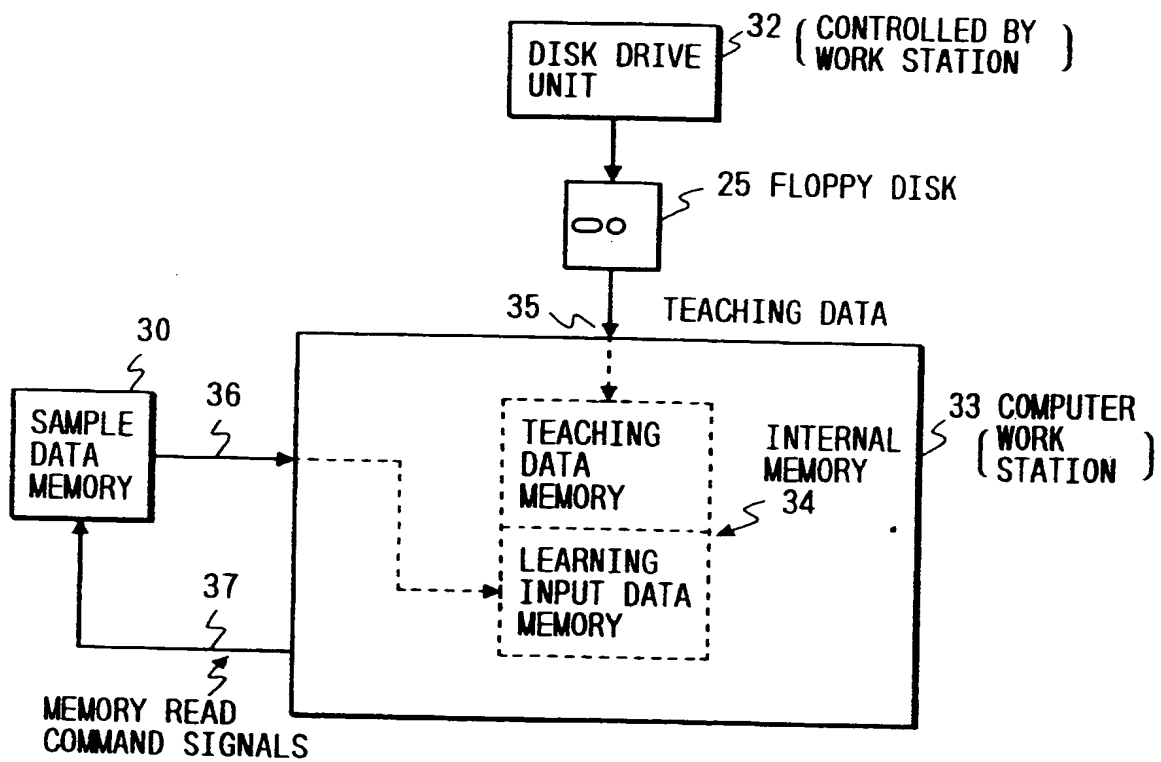 DISK DRIVE
UNIT
32 (CONTROLLED BY
WORK STATION)
25 FLOPPY DISK
35
TEACHING DATA
30
SAMPLE
DATA
MEMORY
36
TEACHING
DATA
MEMORY
INTERNAL
MEMORY
34
33 COMPUTER
(WORK
STATION)
LEARNING
INPUT DATA
MEMORY
37
MEMORY READ
COMMAND SIGNALS